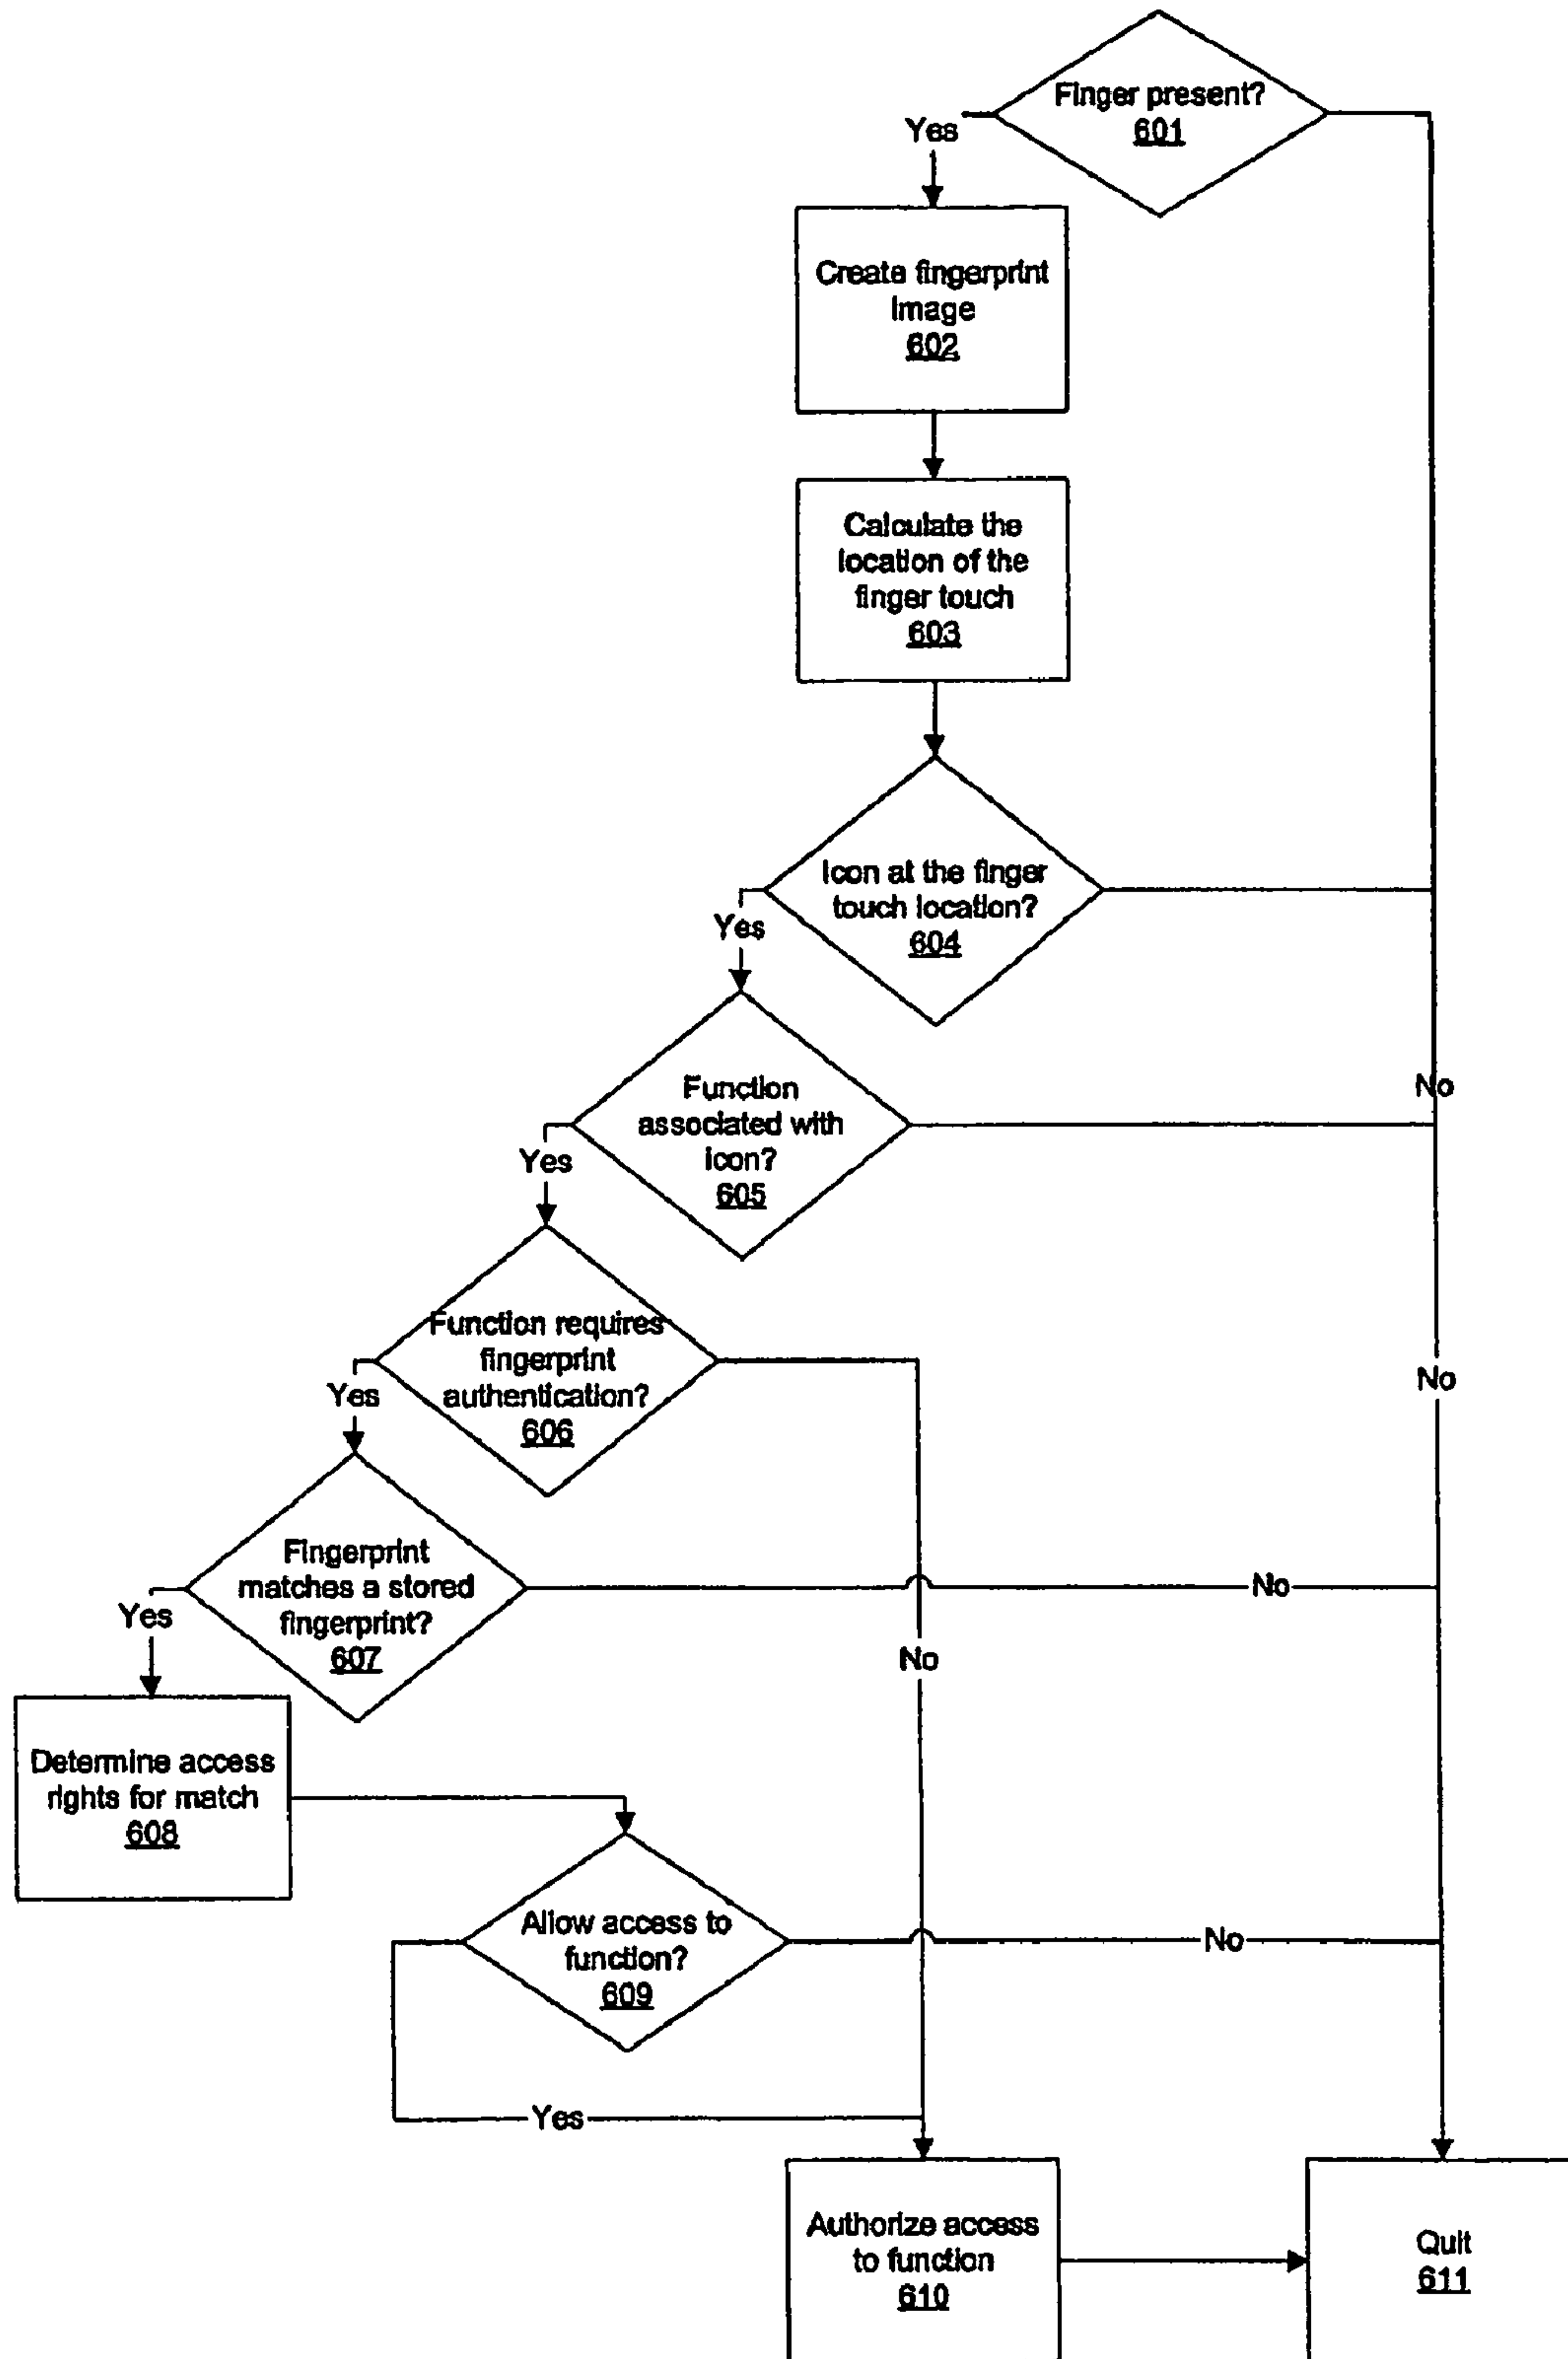 Finger present?
601
Yes
Create fingerprint
image
602
Calculate the
location of the
finger touch
603
Icon at the finger
touch location?
604
Yes
Function
associated with
icon?
605
No
Yes
Function requires
fingerprint
authentication?
606
No
Yes
Fingerprint
matches a stored
fingerprint?
607
No
Yes
No
Determine access
rights for match
608
Allow access to
function?
609
No
Yes
Authorize access
to function
610
Quit
611